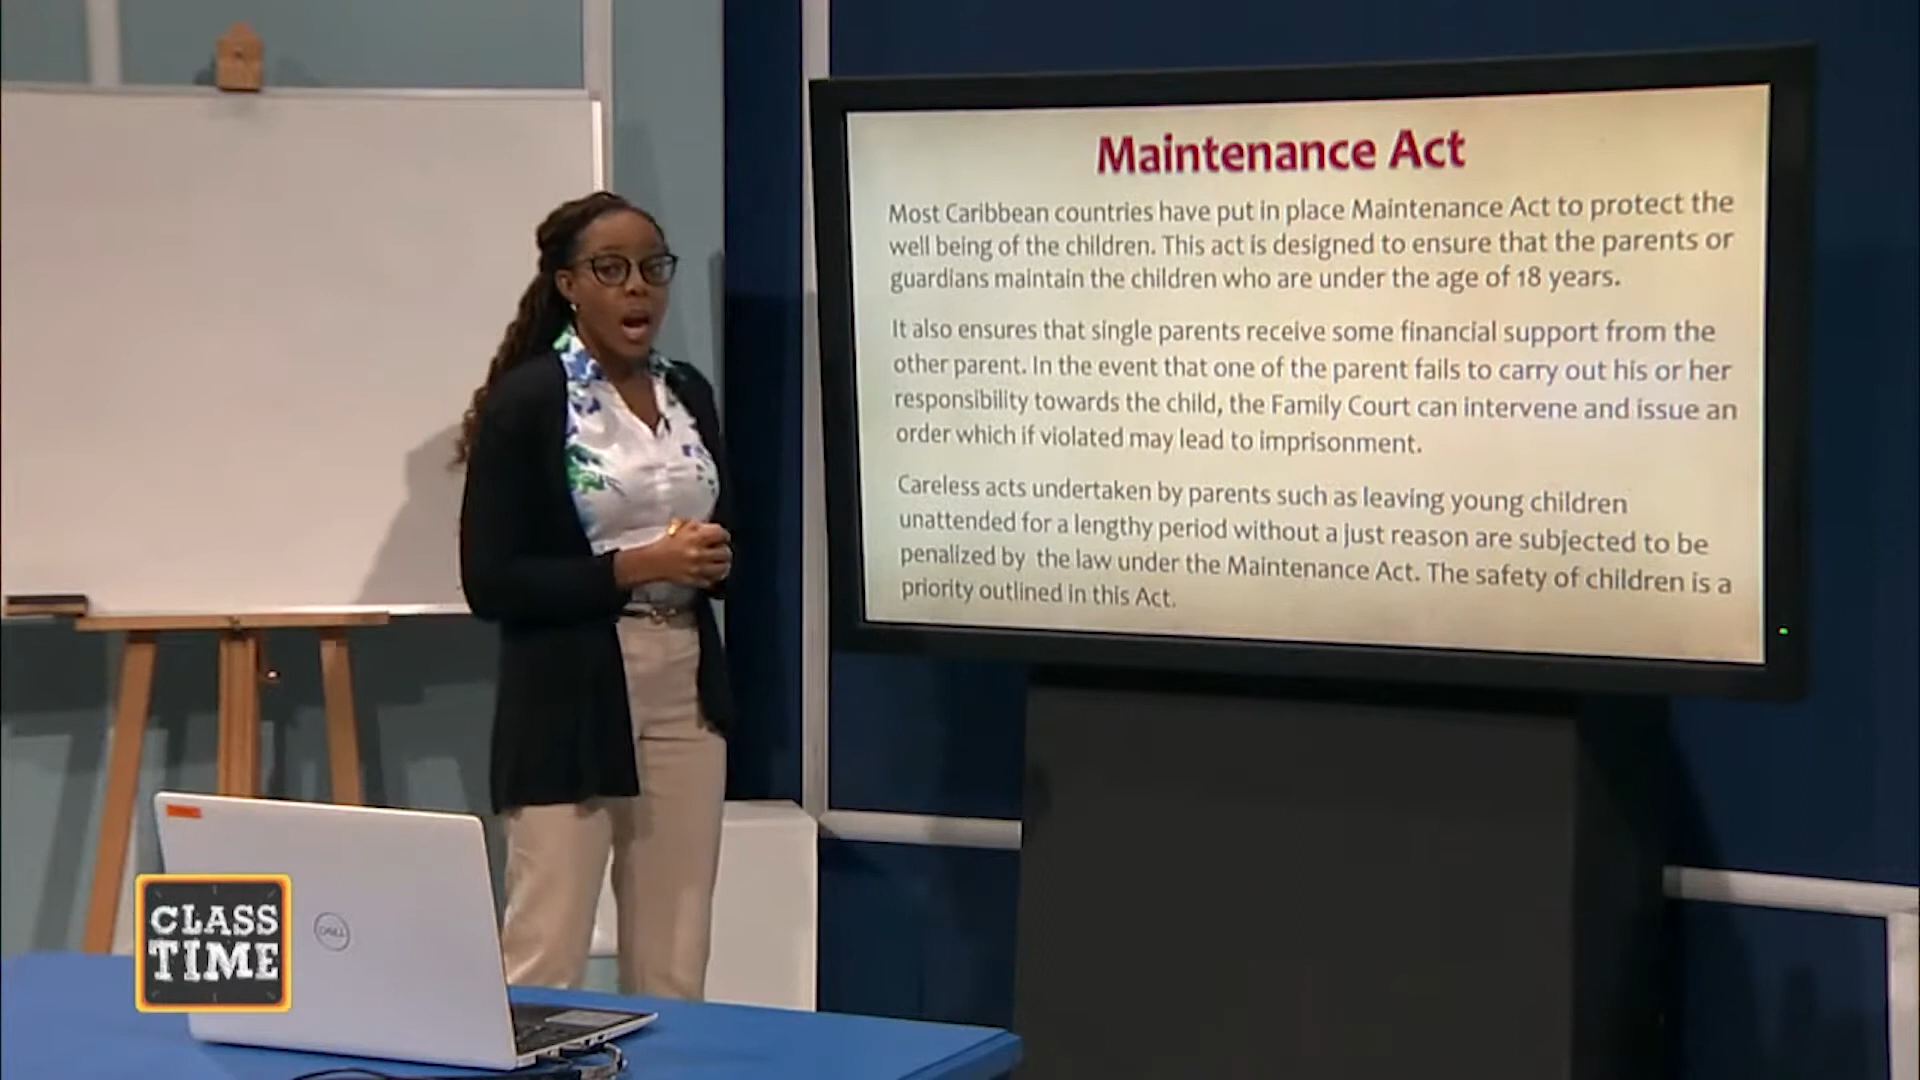 Maintenance Act
Most Caribbean countries have put in place Maintenance Act to protect the
well being of the children. This act is designed to ensure that the parents or
guardians maintain the children who are under the age of 18 years.
It also ensures that single parents receive some financial support from the
other parent. In the event that one of the parent fails to carry out his or her
responsibility towards the child, the Family Court can intervene and issue an
order which if violated may lead to imprisonment.
Careless acts undertaken by parents such as leaving young children
unattended for a lengthy period without a just reason are subjected to be
penalized by the law under the Maintenance Act. The safety of children is a
priority outlined in this Act.
CLASS
TIME
DELL